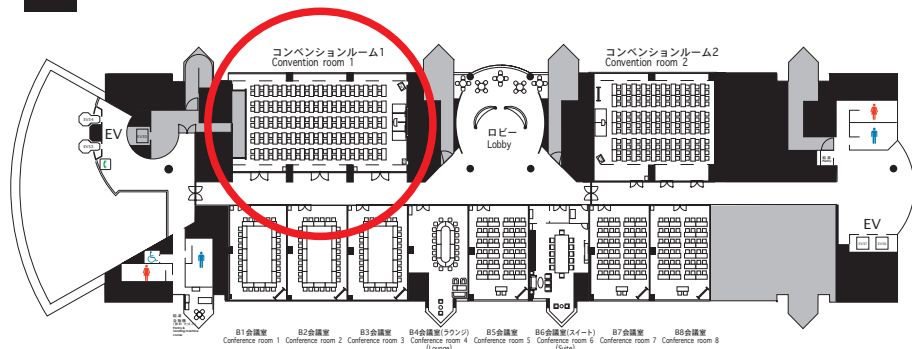 コンベンションルーム1
Convention room 1
コンベンションルーム2
Convention room 2
EV
ロビー
Lobby
EV
B1会議室
Conference room 1
B2会議室
Conference room 2
B3会議室
Conference room 3
B4会議室(ラウンジ)
Conference room 4
(Lounge)
B5会議室
Conference room 5
B6会議室(スイート)
Conference room 6
(Suite)
B7会議室
Conference room 7
B8会議室
Conference room 8